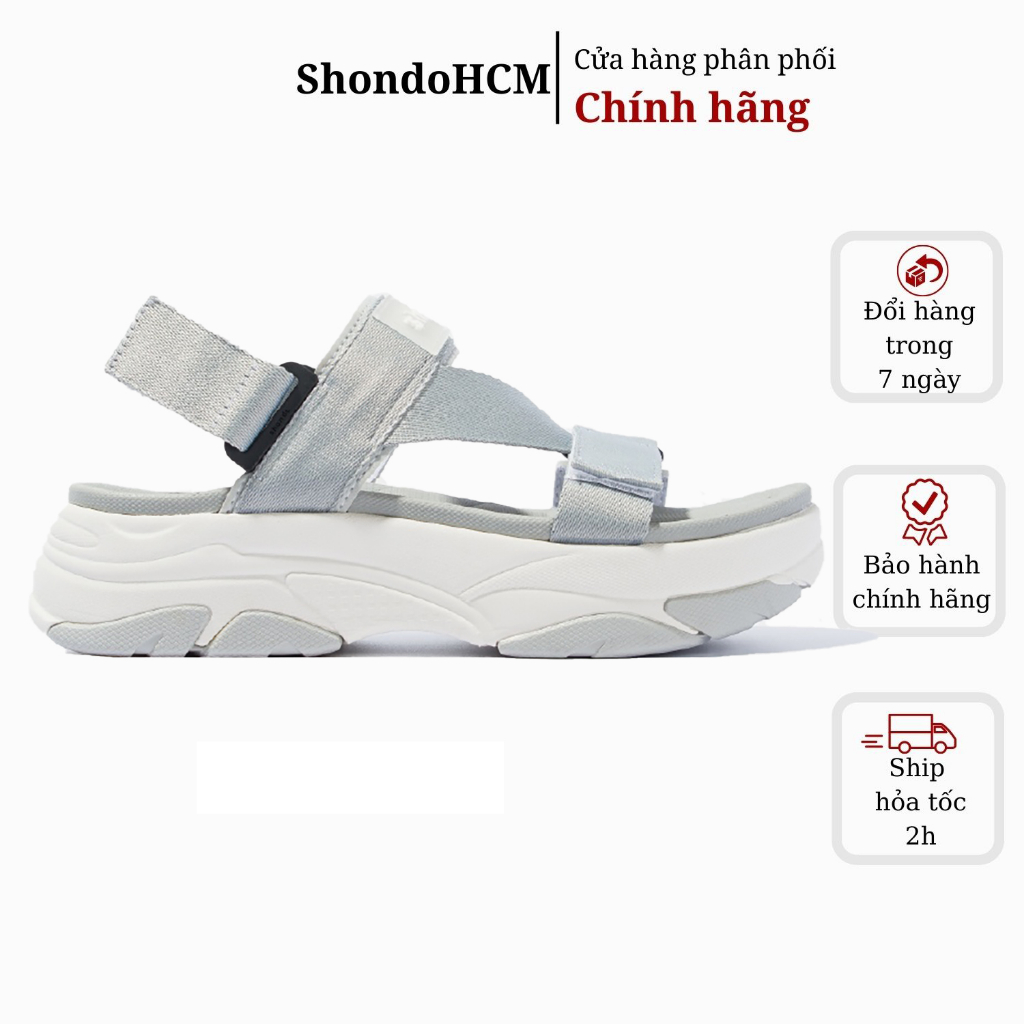 ShondoHCM
Cửa hàng phân phối
Chính hãng
Đổi hàng
trong
7 ngày
Bảo hành
chính hãng
Ship
hỏa tốc
2h